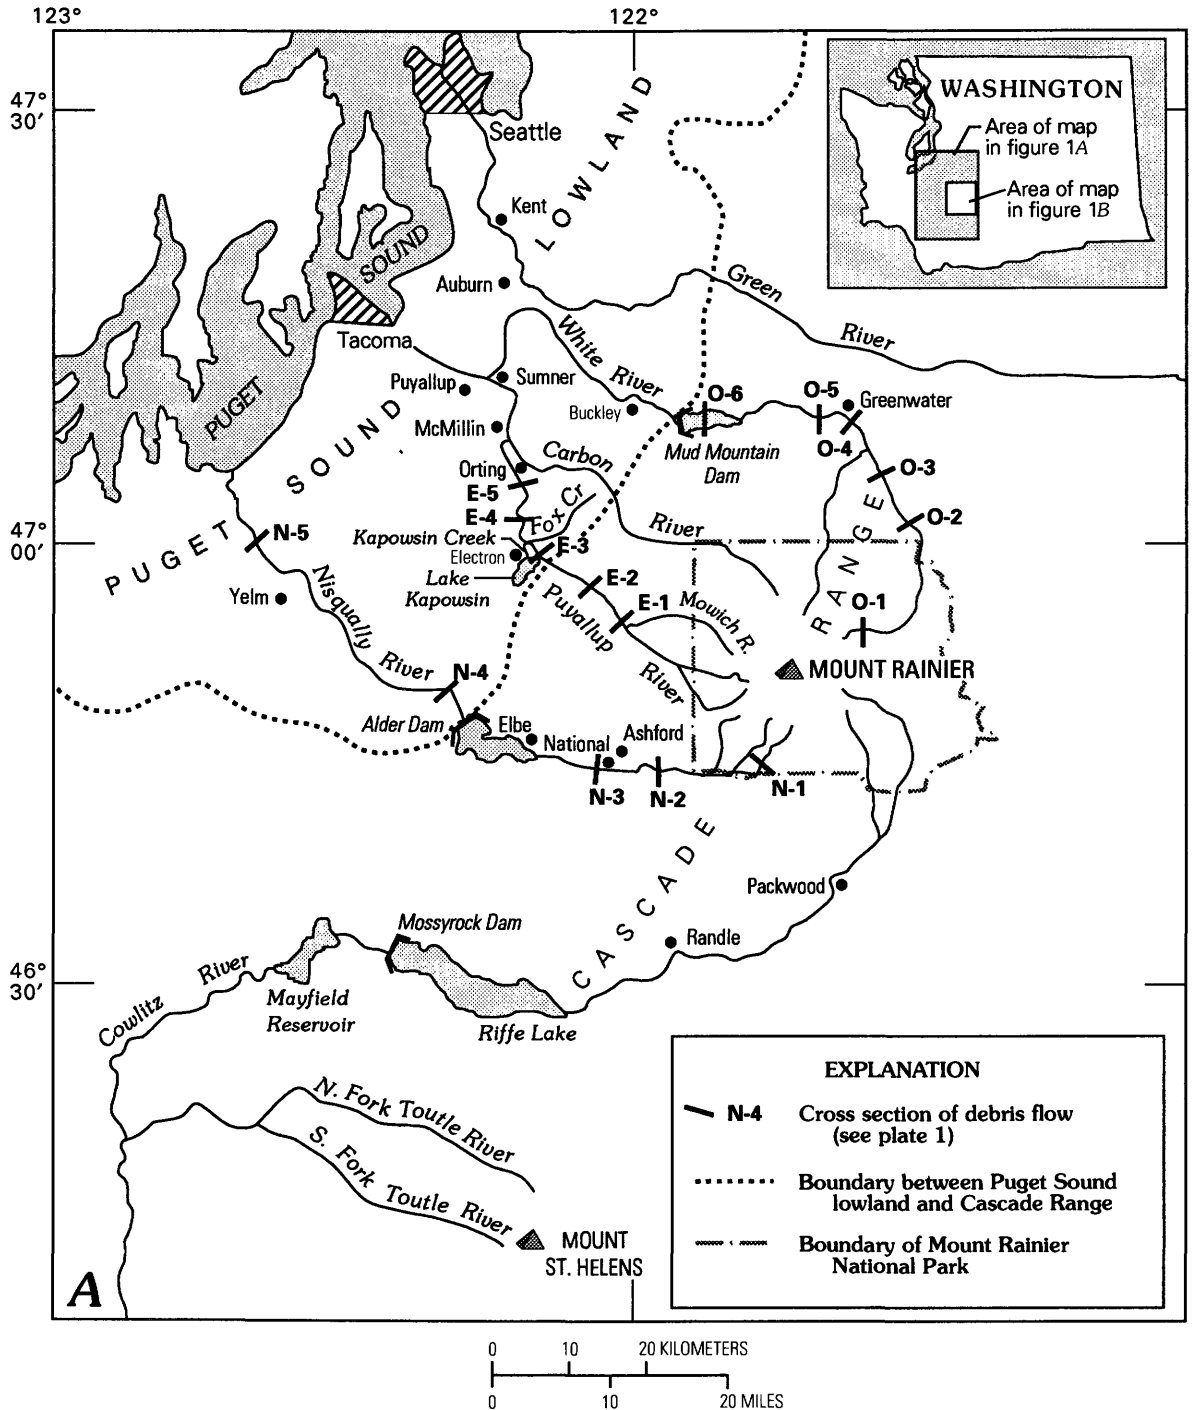 123°
122°
47°
30′
WASHINGTON
Area of map
in figure 1A
Area of map
in figure 1B
Seattle
LOWLAND
Kent
SOUND
Auburn
Green
River
Tacoma
White River
Puyallup
Sumner
PUGET
Buckley
O-6
O-5
Greenwater
McMillin
O-4
Mud Mountain
Dam
SOUND
Orting
Carbon
River
O-3
E-5
E-4
Fox Cr
O-2
47°
00′
N-5
Kapowsin Creek
E-3
Electron
PUGET
Lake
Kapowsin
E-2
RANGE
Yelm
Nisqually
River
E-1
Mowich R.
O-1
Puyallup
River
MOUNT RAINIER
N-4
Alder Dam
Elbe
National
Ashford
N-3
N-2
N-1
CASCADE
Packwood
Mossyrock Dam
Randle
46°
30′
Cowlitz
River
Mayfield
Reservoir
Riffe Lake
N. Fork Toutle River
S. Fork Toutle River
MOUNT
ST. HELENS
A
EXPLANATION
N-4 Cross section of debris flow
(see plate 1)
Boundary between Puget Sound
lowland and Cascade Range
Boundary of Mount Rainier
National Park
0 10 20 KILOMETERS
0 10 20 MILES